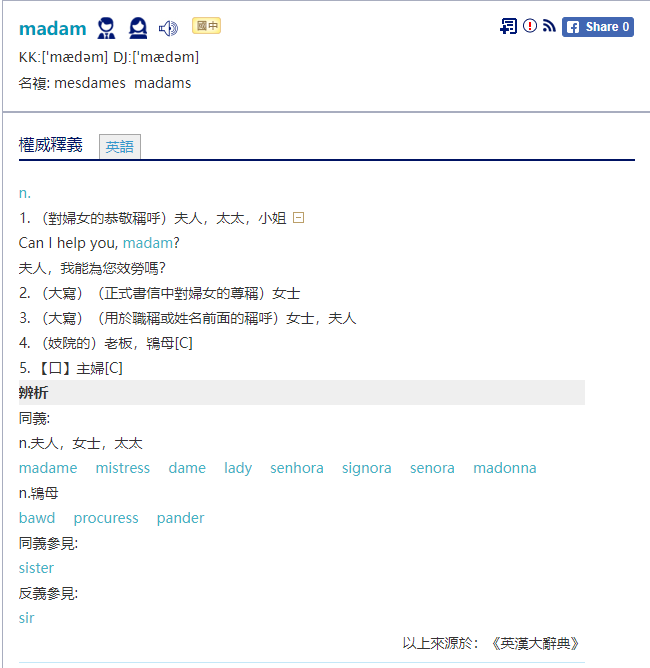 madam 國中 Share 0
KK:['mædəm] DJ:['mædəm]
名複: mesdames madams
權威釋義 英語
n.
1. （對婦女的恭敬稱呼）夫人，太太，小姐
Can I help you, madam?
夫人，我能為您效勞嗎?
2. （大寫）（正式書信中對婦女的尊稱）女士
3. （大寫）（用於職稱或姓名前面的稱呼）女士，夫人
4. （妓院的）老板，鴇母[C]
5. 【口】主婦[C]
辨析
同義:
n.夫人，女士，太太
madame mistress dame lady senhora signora senora madonna
n.鴇母
bawd procuress pander
同義參見:
sister
反義參見:
sir
以上來源於：《英漢大辭典》